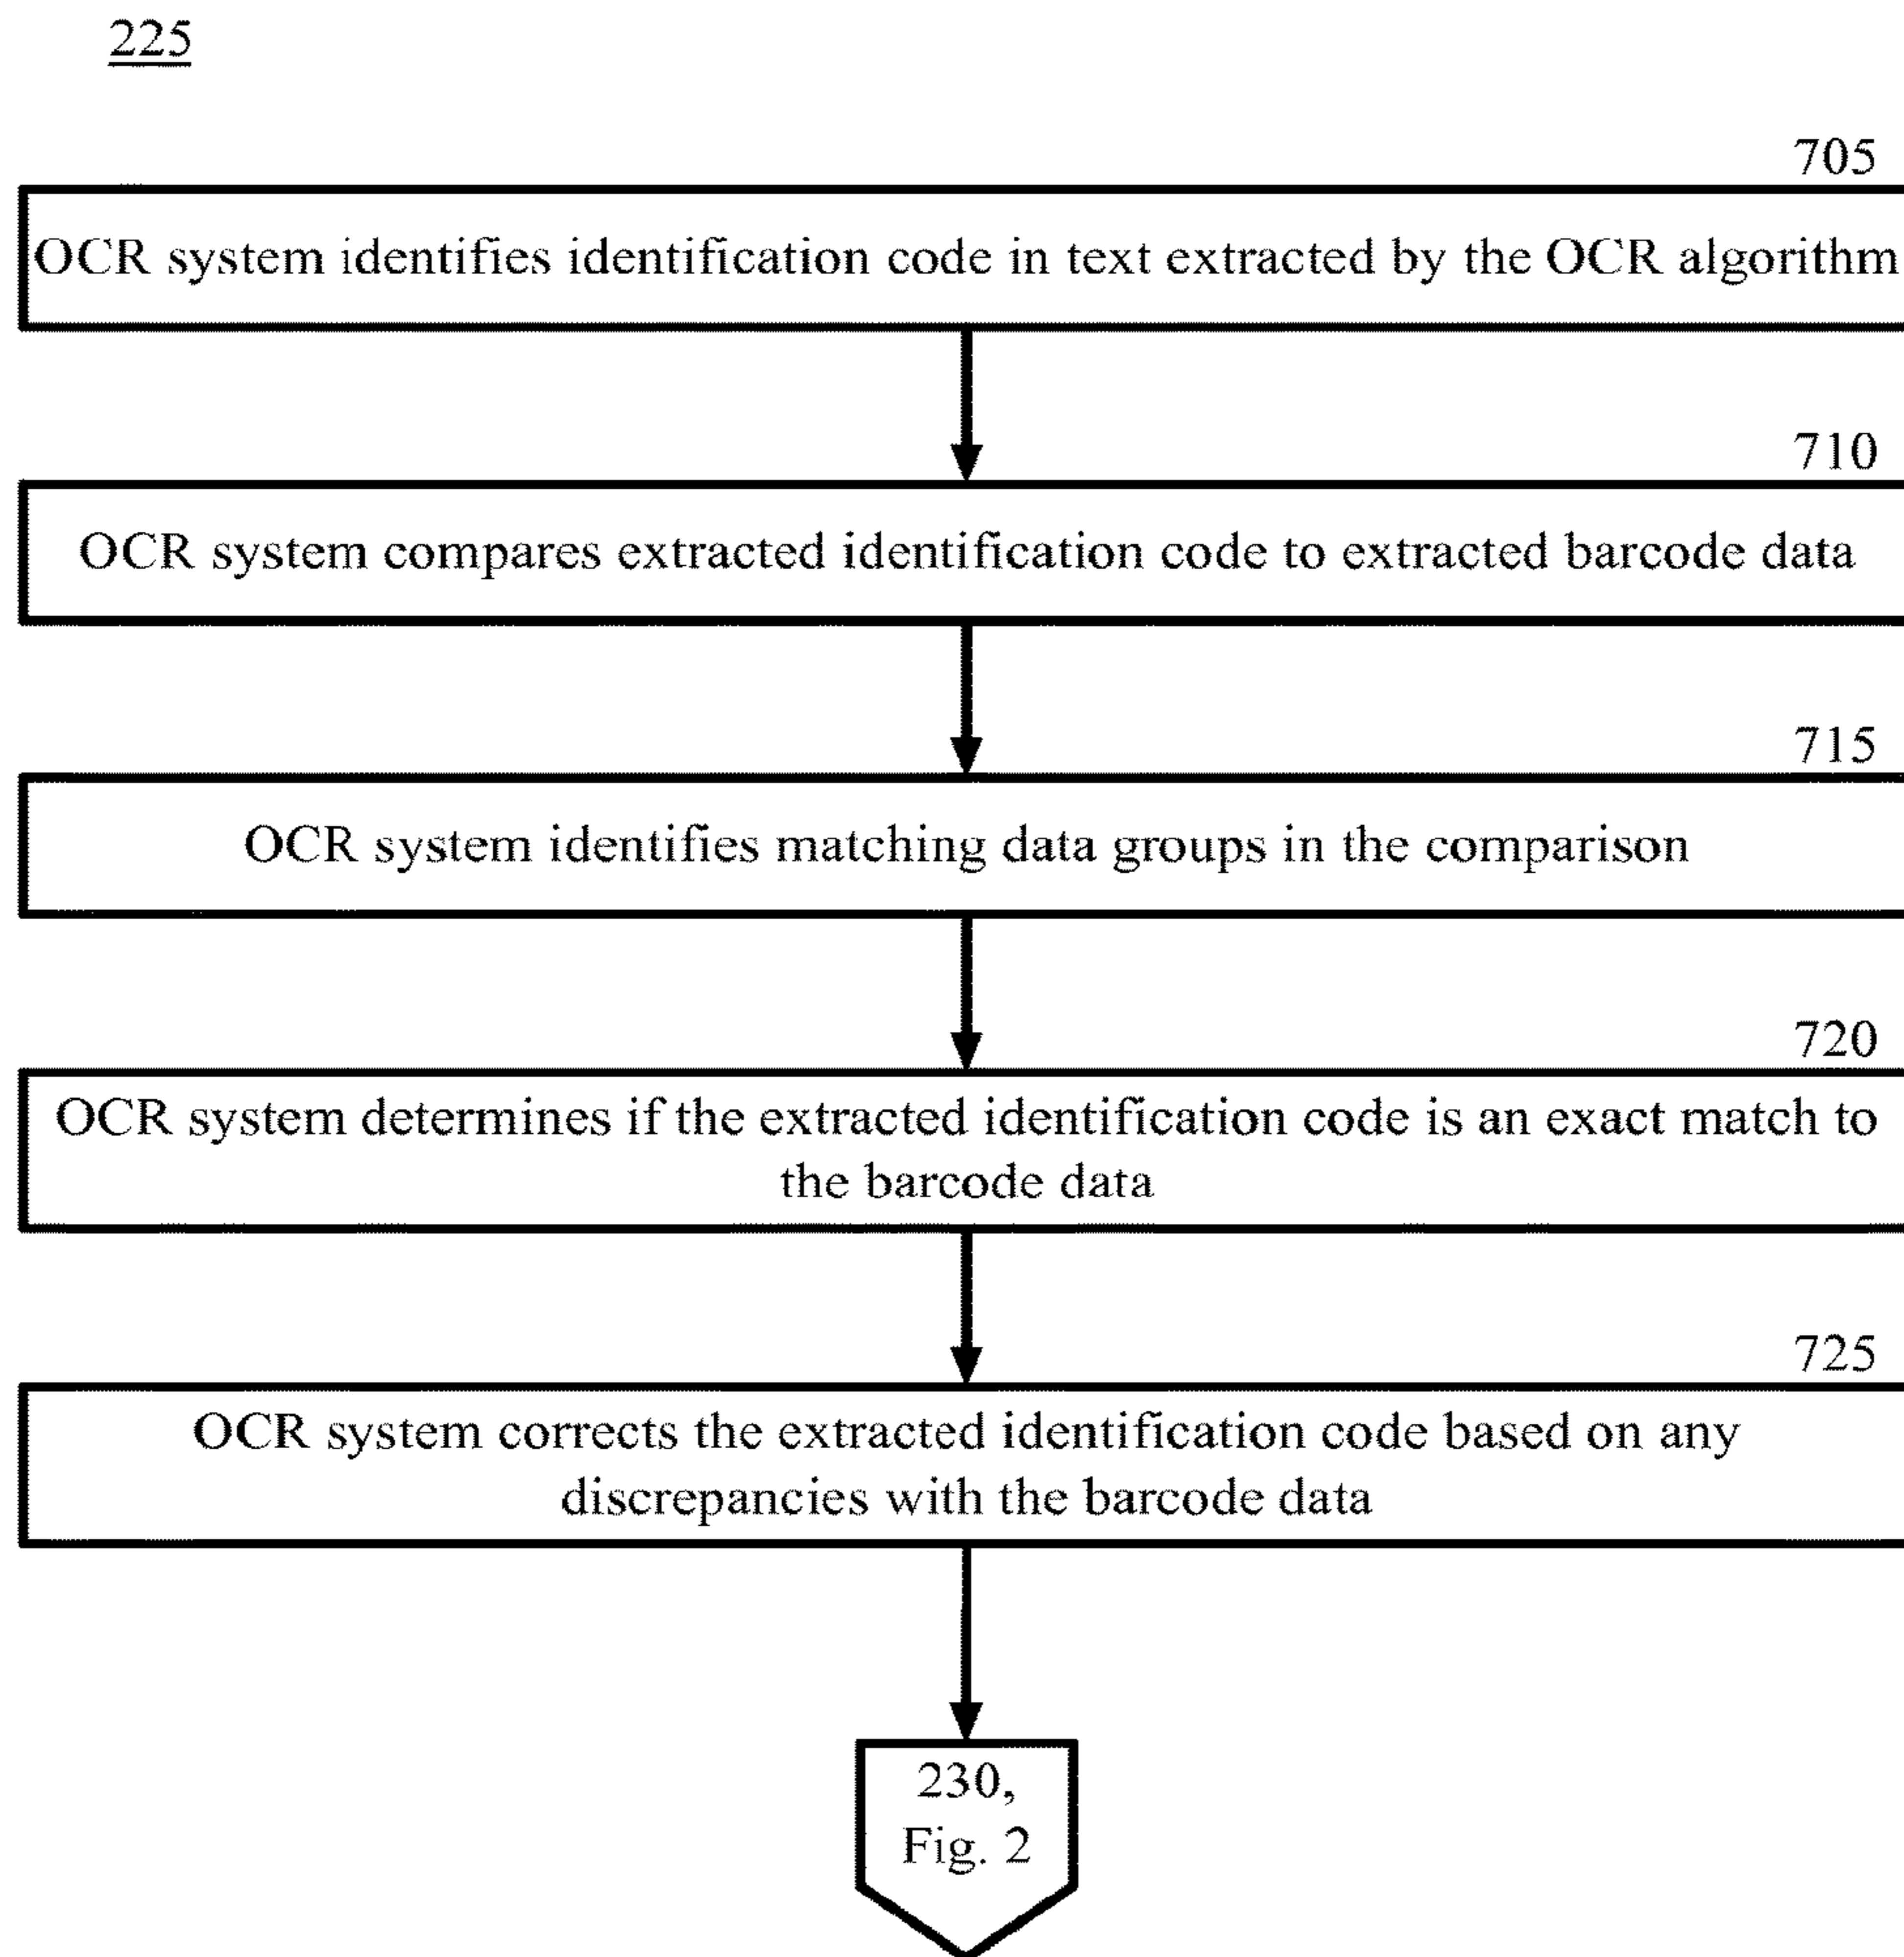 225
705
OCR system identifies identification code in text extracted by the OCR algorithm
710
OCR system compares extracted identification code to extracted barcode data
715
OCR system identifies matching data groups in the comparison
720
OCR system determines if the extracted identification code is an exact match to
the barcode data
725
OCR system corrects the extracted identification code based on any
discrepancies with the barcode data
230,
Fig. 2